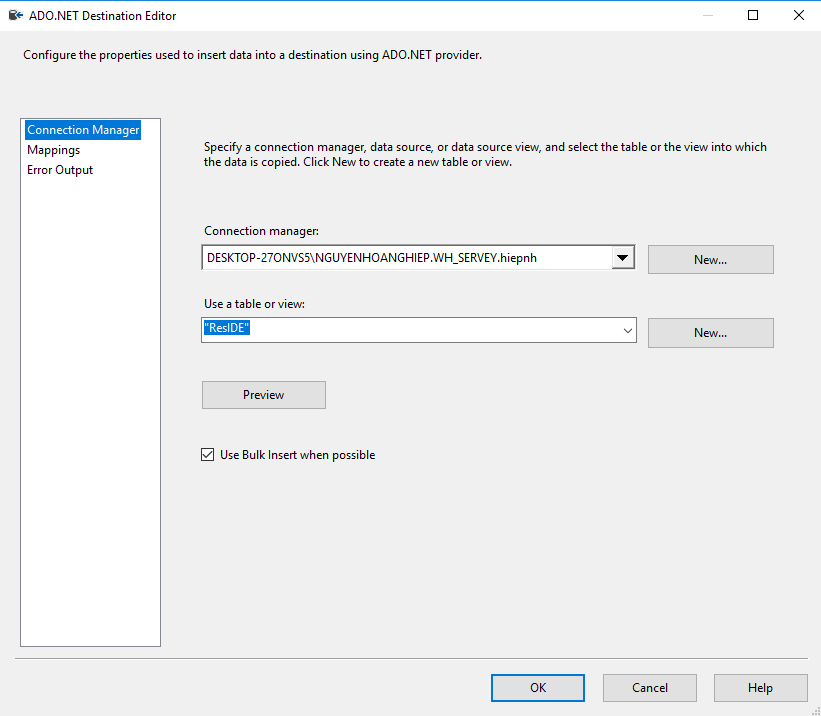 ADO.NET Destination Editor
Configure the properties used to insert data into a destination using ADO.NET provider.
Connection Manager
Mappings
Error Output
Specify a connection manager, data source, or data source view, and select the table or the view into which
the data is copied. Click New to create a new table or view.
Connection manager:
DESKTOP-27ONVS5\NGUYENHOANGHIEP.WH_SERVEY.hiepnh
New...
Use a table or view:
"ResIDE"
New...
Preview
Use Bulk Insert when possible
OK
Cancel
Help